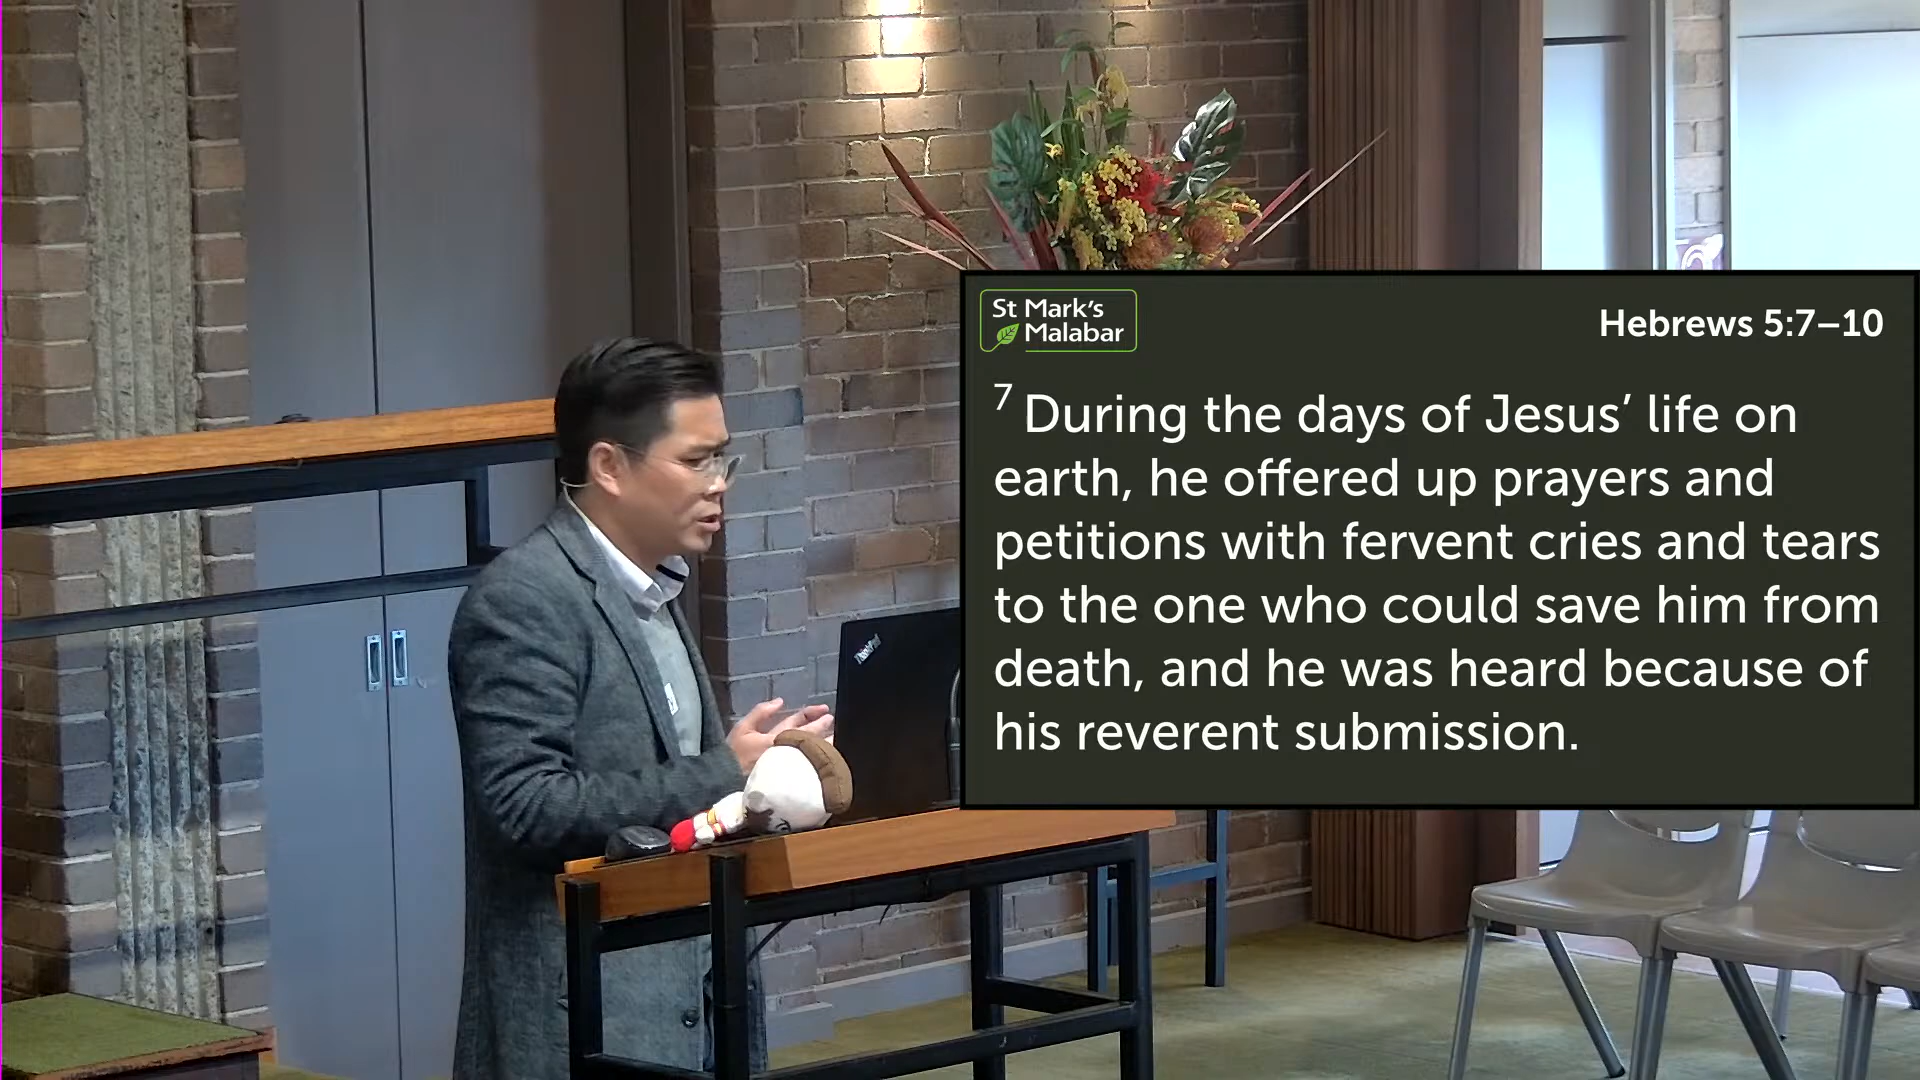 St Mark's
Malabar
Hebrews 5:7–10
7 During the days of Jesus’ life on
earth, he offered up prayers and
petitions with fervent cries and tears
to the one who could save him from
death, and he was heard because of
his reverent submission.
ThinkPad